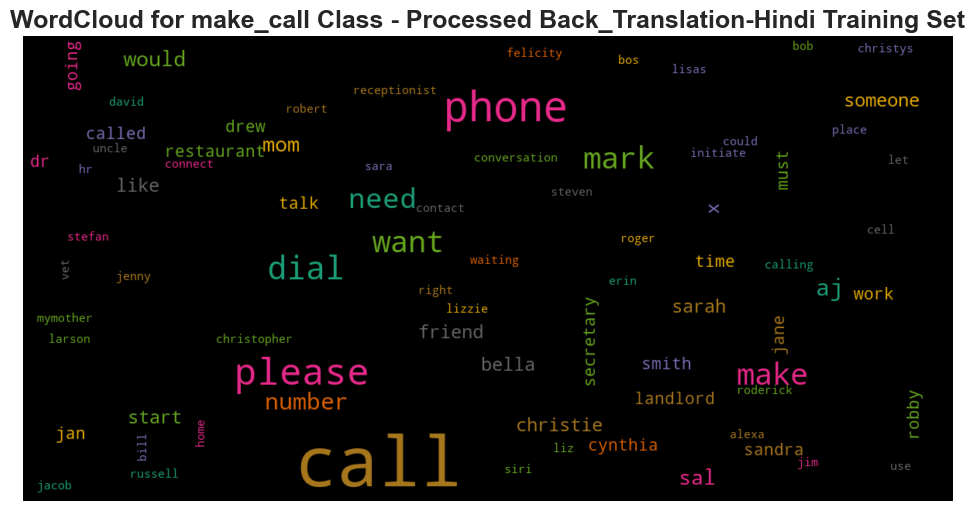 WordCloud for make_call Class - Processed Back_Translation-Hindi Training Set
going
would
felicity
bos
lisas
bob
christys
david
receptionist
robert
phone
someone
called
uncle
drew
restaurant
mom
conversation
mark
could
initiate
place
dr
hr
connect
sara
must
let
like
talk
need
contact
steven
x
cell
stefan
want
roger
vet
jenny
dial
waiting
time
calling
right
erin
aj
work
mymother
lizzie
sarah
larson
christopher
friend
secretary
jane
please
bella
smith
make
roderick
number
landlord
robby
start
christie
jan
bill
home
liz
cynthia
alexa
sandra
call
siri
russell
sal
jim
use
jacob